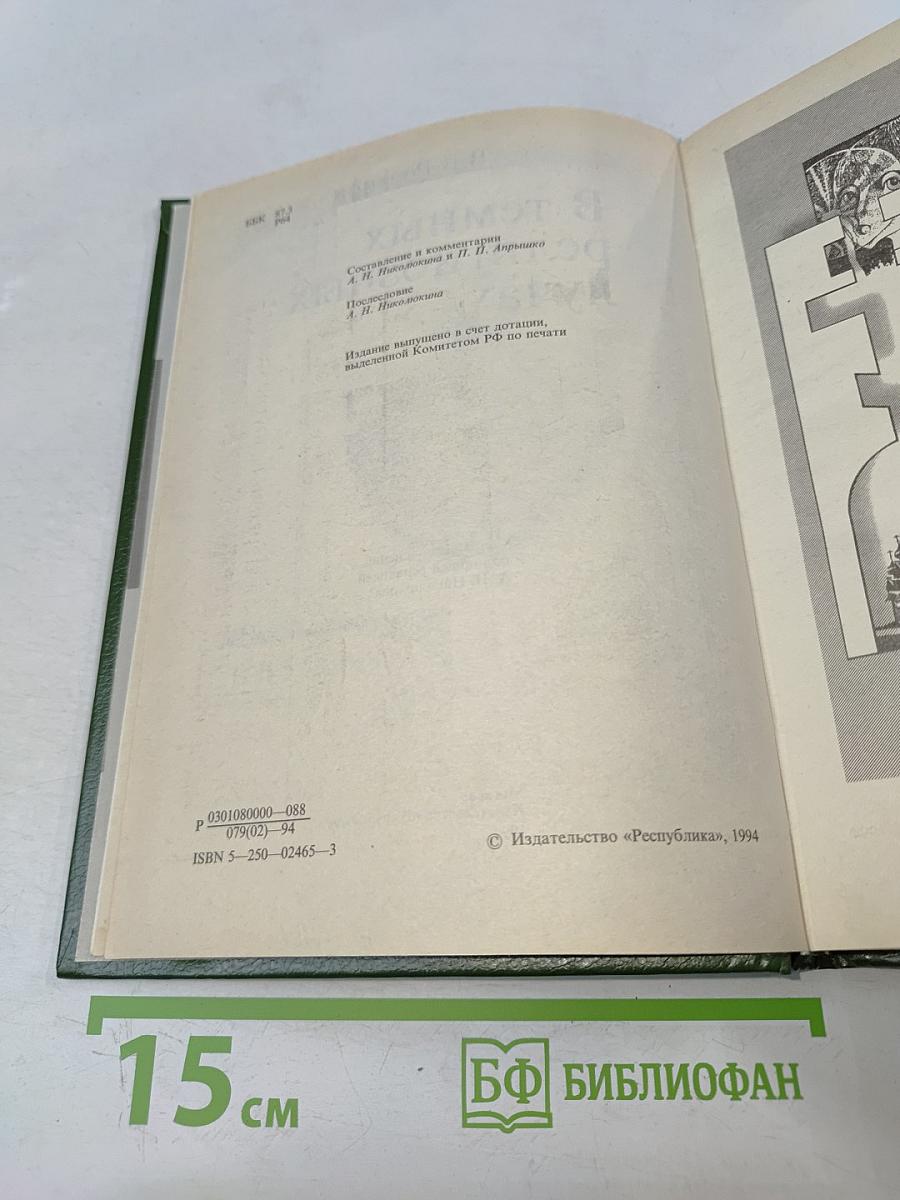 ББК 87.3
Р64
Составление и комментарии
А. Н. Николюкина и П. П. Апрышко
Послесловие
А. Н. Николюкина
Издание выпущено в счет дотации,
выделенной Комитетом РФ по печати
Р 0301080000—088
079(02)—94
ISBN 5—250—02465—3
© Издательство «Республика», 1994
15 см
БФ БИБЛИОФАН